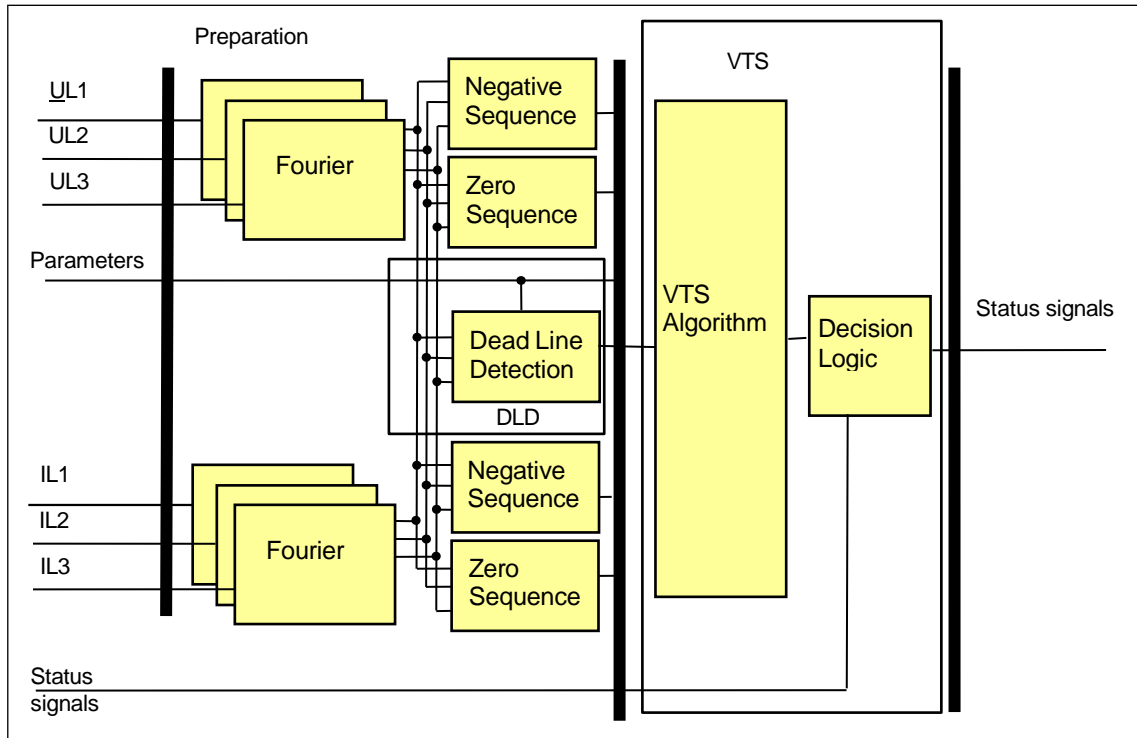 Preparation
VTS
UL1
UL2
UL3
Fourier
Negative
Sequence
Zero
Sequence
Parameters
Dead Line
Detection
DLD
VTS
Algorithm
Decision
Logic
Status signals
IL1
IL2
IL3
Fourier
Negative
Sequence
Zero
Sequence
Status
signals